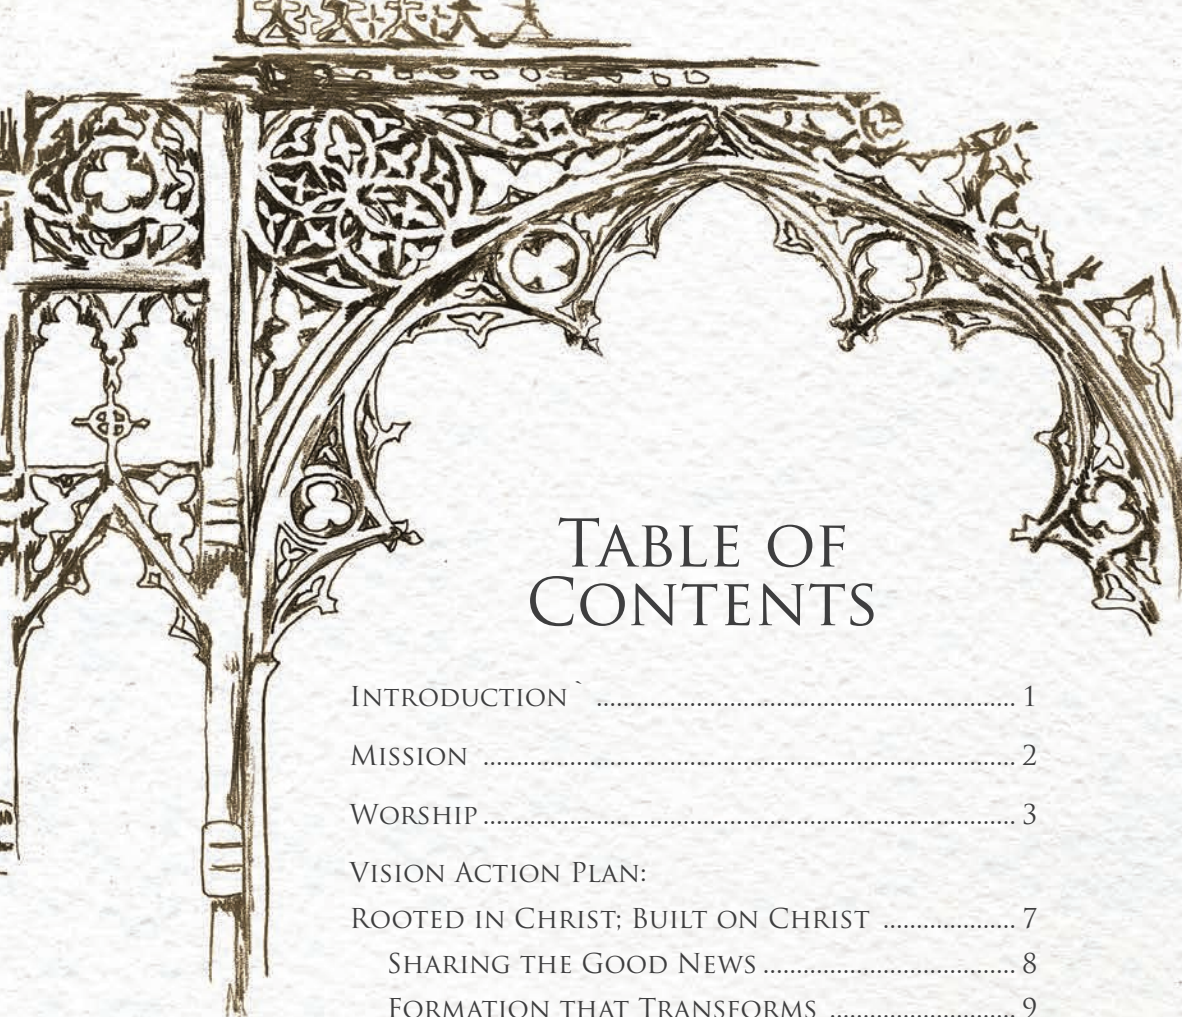 Table of
Contents
Introduction` ................................................................ 1
Mission ................................................................................. 2
Worship ................................................................................. 3
Vision Action Plan:
Rooted in Christ; Built on Christ .................... 7
Sharing the Good News ...................................... 8
Formation that Transforms ............................ 9